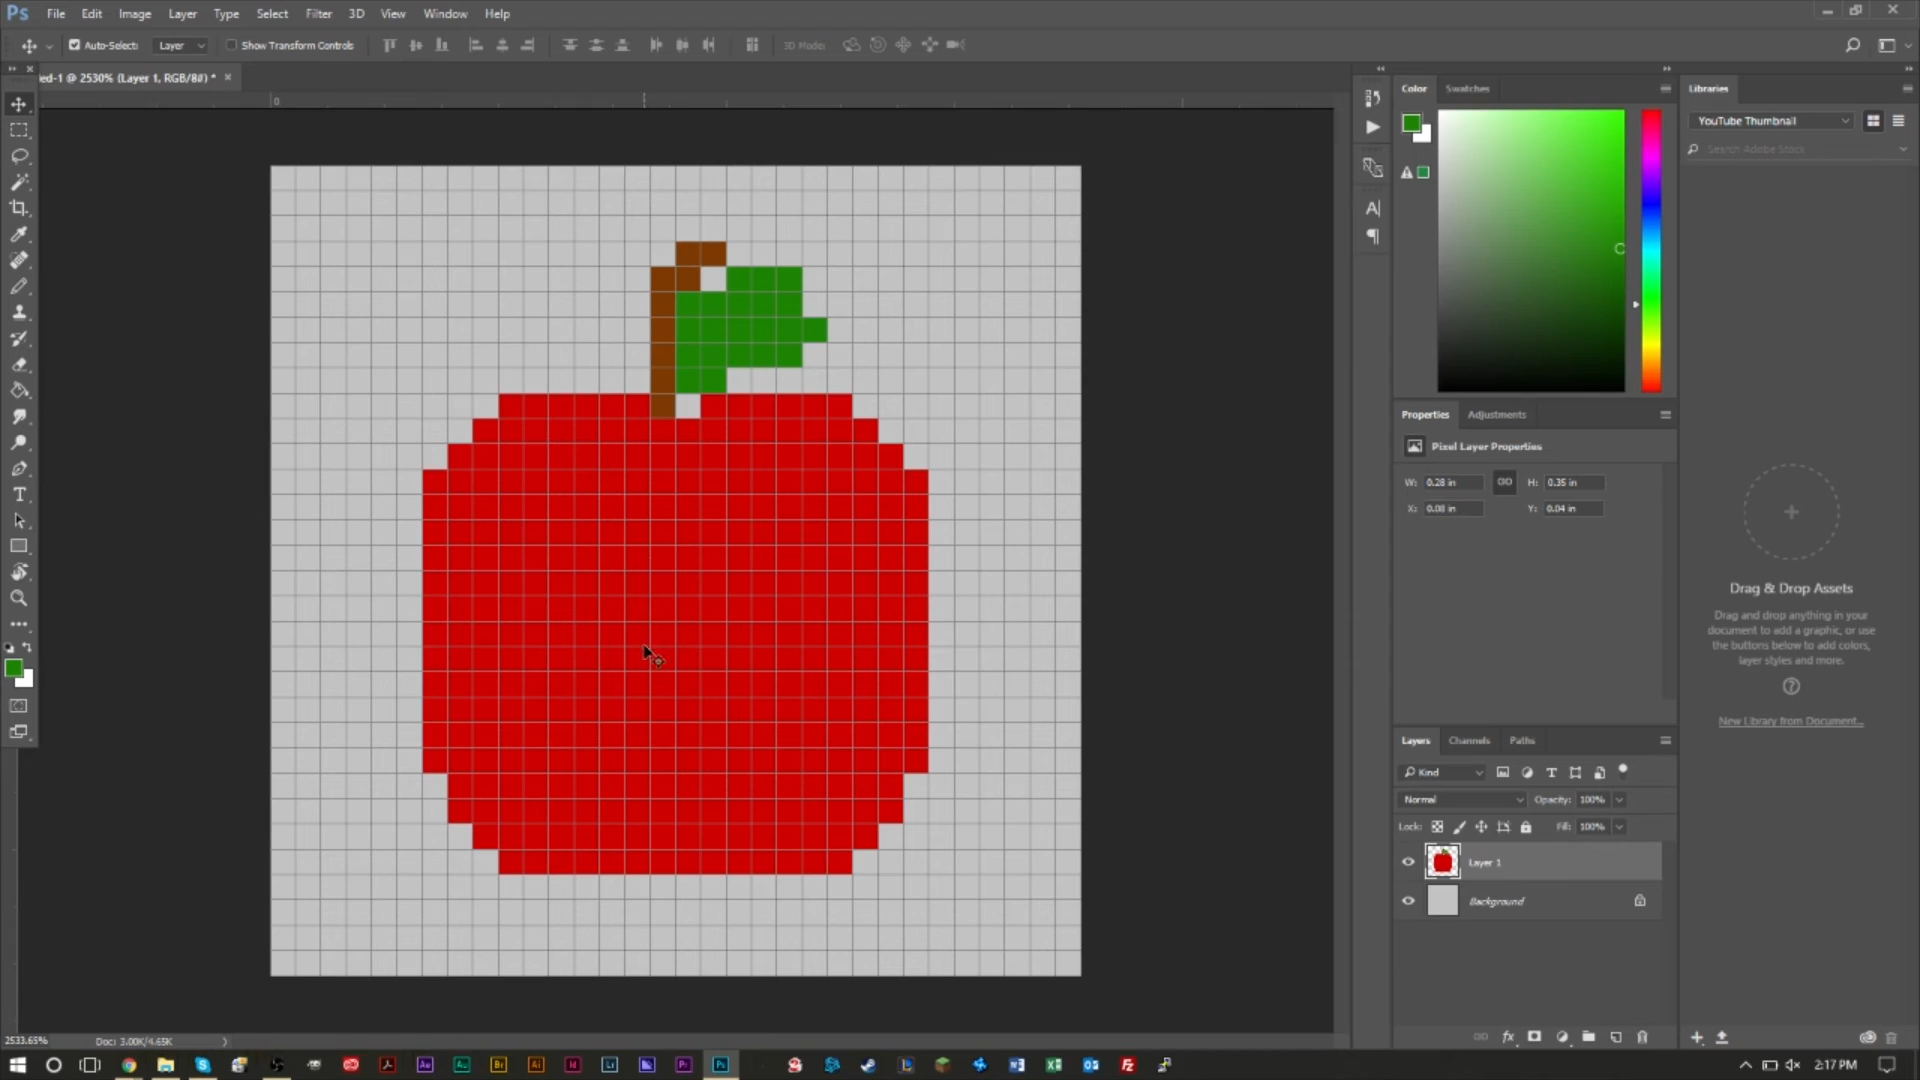 Ps File Edit Image Layer Type Select Filter 3D View Window Help
Auto-Select: Layer Show Transform Controls 3D Mode:
ed-1 @ 2530% (Layer 1, RGB/8#) *
0
Color Swatches
Libraries
YouTube Thumbnail
Search Adobe Stock
Properties Adjustments
Pixel Layer Properties
W: 0.28 in H: 0.35 in
X: 0.08 in Y: 0.04 in
Drag & Drop Assets
Drag and drop anything in your
document to add a graphic, or use
the buttons below to add colors,
layer styles and more.
New Library from Document...
Layers Channels Paths
Kind
Normal Opacity: 100%
Lock: Fill: 100%
Layer 1
Background
2533.65% Doc: 3.00K/4.65K
2:17 PM